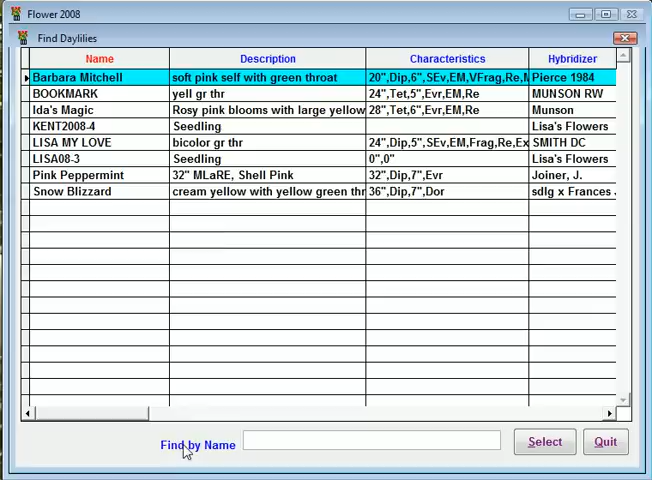 Flower 2008
Find Daylilies
Name Description Characteristics Hybridizer
Barbara Mitchell soft pink self with green throat 20",Dip,6",SEv,EM,VFrag,Re,M Pierce 1984
BOOKMARK yell gr thr 24",Tet,5",Evr,EM,Re MUNSON RW
Ida's Magic Rosy pink blooms with large yellow 28",Tet,6",Evr,EM,Re Munson
KENT2008-4 Seedling Lisa's Flowers
LISA MY LOVE bicolor gr thr 24",Dip,5",SEv,EM,Frag,Re,Ex SMITH DC
LISA08-3 Seedling 0",0" Lisa's Flowers
Pink Peppermint 32" MLaRE, Shell Pink 32",Dip,7",Evr Joiner, J.
Snow Blizzard cream yellow with yellow green thr 36",Dip,7",Dor sdlg x Frances J
Find by Name Select Quit